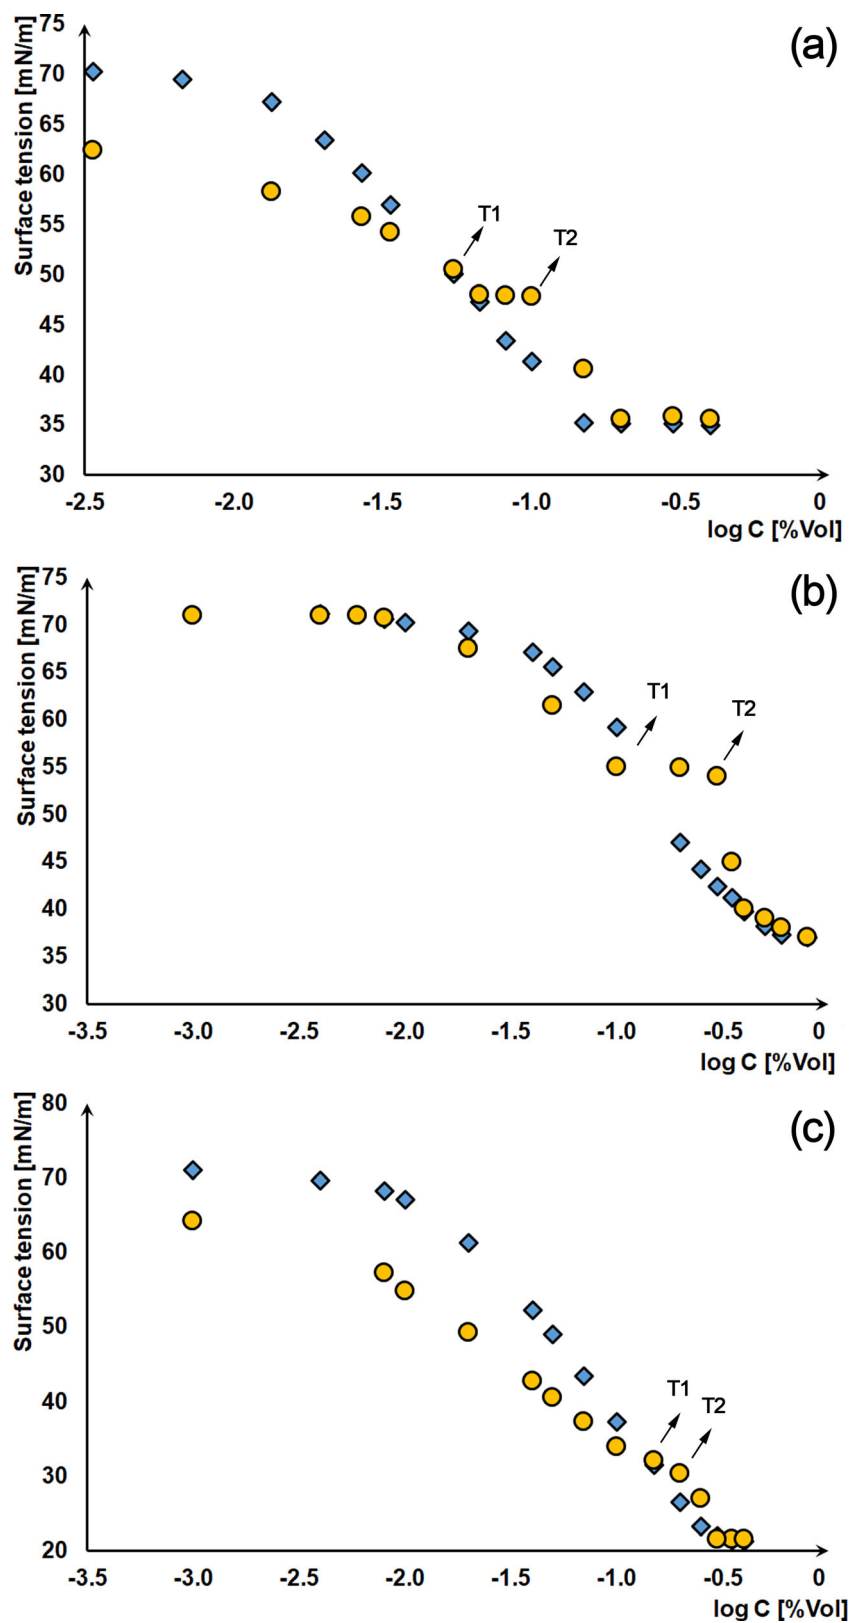 (a)
Surface tension [mN/m]
75
70
65
60
55
50
45
40
35
30
T1
T2
-2.5 -2.0 -1.5 -1.0 -0.5 0
log C [%Vol]
(b)
Surface tension [mN/m]
75
70
65
60
55
50
45
40
35
30
T1
T2
-3.5 -3.0 -2.5 -2.0 -1.5 -1.0 -0.5 0
log C [%Vol]
(c)
Surface tension [mN/m]
80
70
60
50
40
30
20
T1
T2
-3.5 -3.0 -2.5 -2.0 -1.5 -1.0 -0.5 0
log C [%Vol]